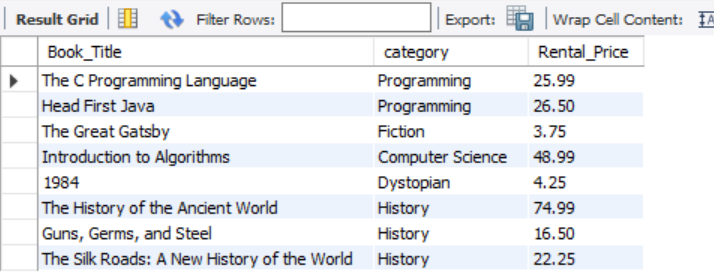 Result Grid Filter Rows: Export: Wrap Cell Content:
Book_Title category Rental_Price
The C Programming Language Programming 25.99
Head First Java Programming 26.50
The Great Gatsby Fiction 3.75
Introduction to Algorithms Computer Science 48.99
1984 Dystopian 4.25
The History of the Ancient World History 74.99
Guns, Germs, and Steel History 16.50
The Silk Roads: A New History of the World History 22.25